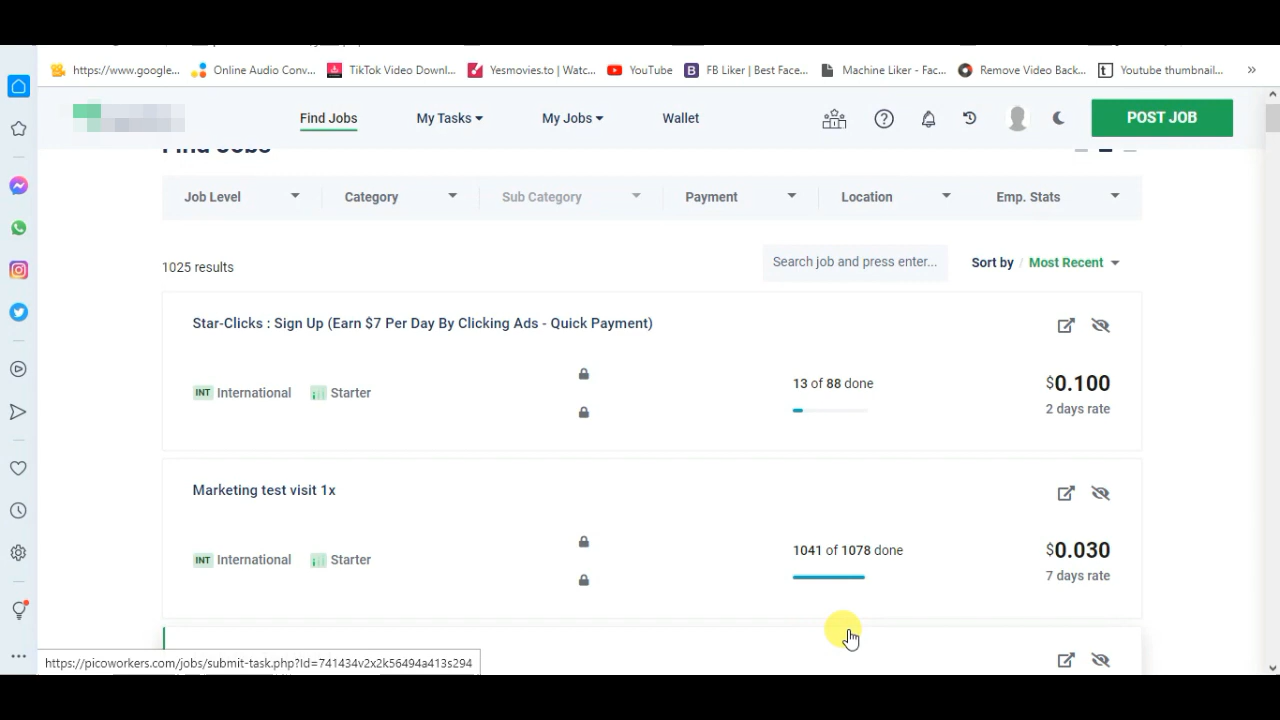 https://www.google... Online Audio Conv... TikTok Video Downl... Yesmovies.to | Watc... YouTube FB Liker | Best Face... Machine Liker - Fac... Remove Video Back... Youtube thumbnail... »
Find Jobs My Tasks My Jobs Wallet POST JOB
Find Jobs
Job Level Category Sub Category Payment Location Emp. Stats
1025 results Search job and press enter... Sort by / Most Recent
Star-Clicks : Sign Up (Earn $7 Per Day By Clicking Ads - Quick Payment)
INT International Starter 13 of 88 done $0.100
2 days rate
Marketing test visit 1x
INT International Starter 1041 of 1078 done $0.030
7 days rate
https://picoworkers.com/jobs/submit-task.php?Id=741434v2x2k56494a413s294